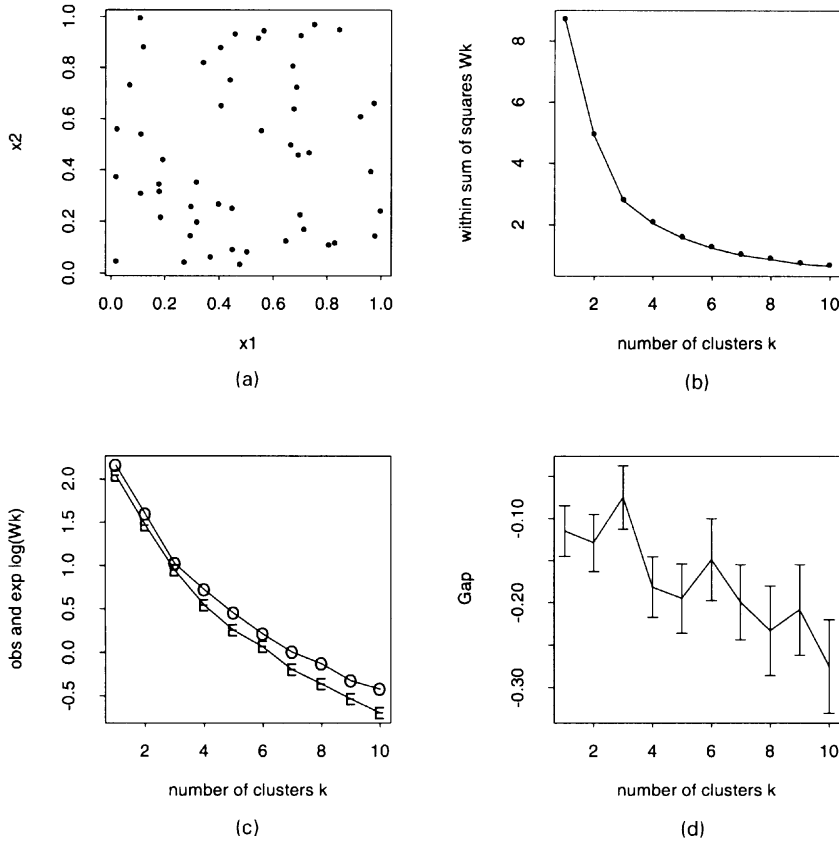 1.0
0.8
0.6
0.4
0.2
0.0
x2
0.0 0.2 0.4 0.6 0.8 1.0
x1
(a)
8
6
4
2
within sum of squares Wk
2 4 6 8 10
number of clusters k
(b)
2.0
1.5
1.0
0.5
0.0
-0.5
obs and exp log(Wk)
O O O O O O O O O O
E E E E E E E E E E
2 4 6 8 10
number of clusters k
(c)
-0.10
-0.20
-0.30
Gap
2 4 6 8 10
number of clusters k
(d)